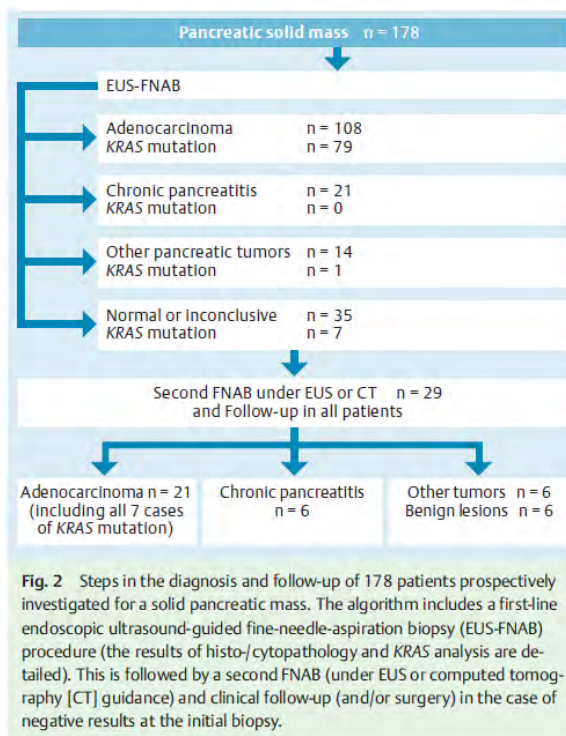 Pancreatic solid mass n = 178
EUS-FNAB
Adenocarcinoma n = 108
KRAS mutation n = 79
Chronic pancreatitis n = 21
KRAS mutation n = 0
Other pancreatic tumors n = 14
KRAS mutation n = 1
Normal or inconclusive n = 35
KRAS mutation n = 7
Second FNAB under EUS or CT n = 29
and Follow-up in all patients
Adenocarcinoma n = 21
(including all 7 cases
of KRAS mutation)
Chronic pancreatitis
n = 6
Other tumors n = 6
Benign lesions n = 6
Fig. 2 Steps in the diagnosis and follow-up of 178 patients prospectively
investigated for a solid pancreatic mass. The algorithm includes a first-line
endoscopic ultrasound-guided fine-needle-aspiration biopsy (EUS-FNAB)
procedure (the results of histo-/cytopathology and KRAS analysis are de-
tailed). This is followed by a second FNAB (under EUS or computed tomog-
raphy [CT] guidance) and clinical follow-up (and/or surgery) in the case of
negative results at the initial biopsy.